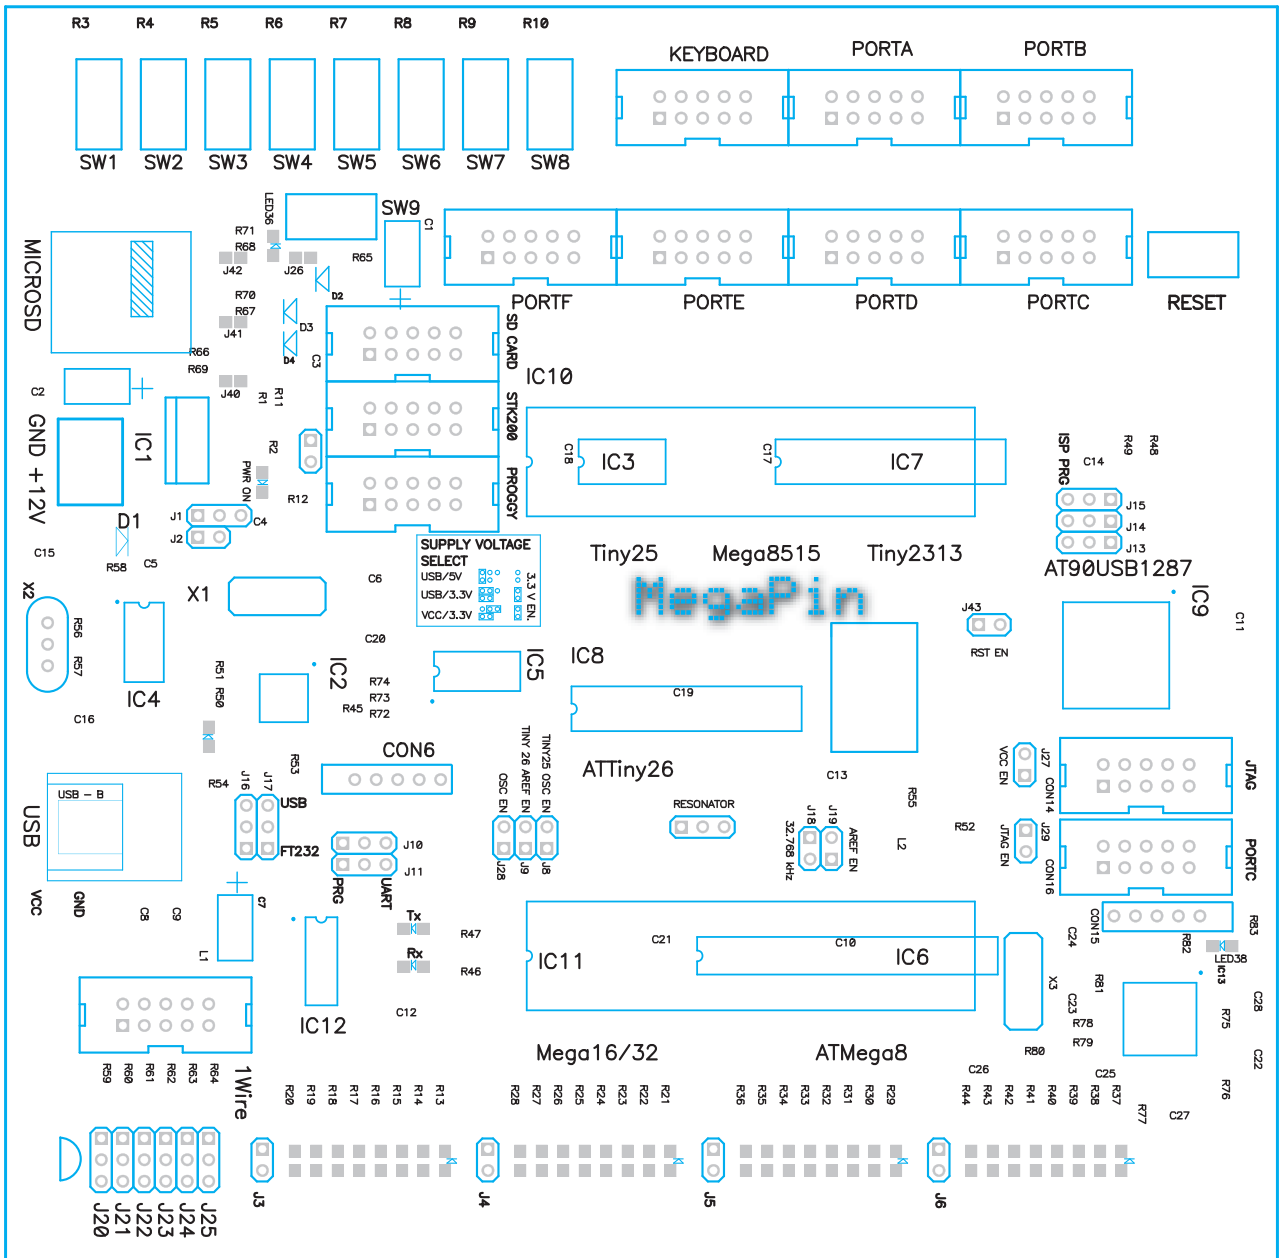 R3 R4 R5 R6 R7 R8 R9 R10
KEYBOARD PORTA PORTB
SW1 SW2 SW3 SW4 SW5 SW6 SW7 SW8
LED36
SW9
C1
R71
R68
J42
J26
R65
D2
MICROSD
R70
R67
J41
D3
D4
C3
PORTF PORTE PORTD PORTC RESET
SD CARD
R66
R69
J40
C2
R1
R11
IC10
STK200
GND +12V
IC1
R2
PWR ON
R12
PROGGY
C18
IC3
C17
IC7
ISP PRG
C14
R49
R48
J15
J14
J13
D1
J1
J2
C4
C15
R58
C5
SUPPLY VOLTAGE
SELECT
USB/5V
USB/3.3V
VCC/3.3V
3.3 V EN.
Tiny25 Mega8515 Tiny2313
AT90USB1287
MegaPin
IC9
C11
X2
X1
C6
C20
J43
RST EN
R56
R57
IC4
R51
R50
IC2
R74
R73
R72
R45
IC5
IC8
C19
C16
CON6
ATTiny26
C13
R53
R54
J16
J17
USB
FT232
USB
USB - B
VCC
GND
OSC EN
TINY 26 AREF EN
TINY25 OSC EN
J28
J9
J8
RESONATOR
J18
J19
32.768 kHz
AREF EN
R55
L2
R52
VCC EN
J27
CON14
JTAG
JTAG EN
J29
CON16
PORTC
J10
J11
PRG
UART
C7
C8
C9
L1
Tx
R47
Rx
R46
C12
IC12
C21
IC11
C10
IC6
CON15
R83
R82
LED38
IC13
C24
X3
R81
C23
R78
R79
R80
R75
C28
C22
R76
C26
C25
C27
R77
Mega16/32 ATMega8
1Wire
R59 R60 R61 R62 R63 R64
R20 R19 R18 R17 R16 R15 R14 R13
R28 R27 R26 R25 R24 R23 R22 R21
R36 R35 R34 R33 R32 R31 R30 R29
R44 R43 R42 R41 R40 R39 R38 R37
J20 J21 J22 J23 J24 J25
J3 J4 J5 J6